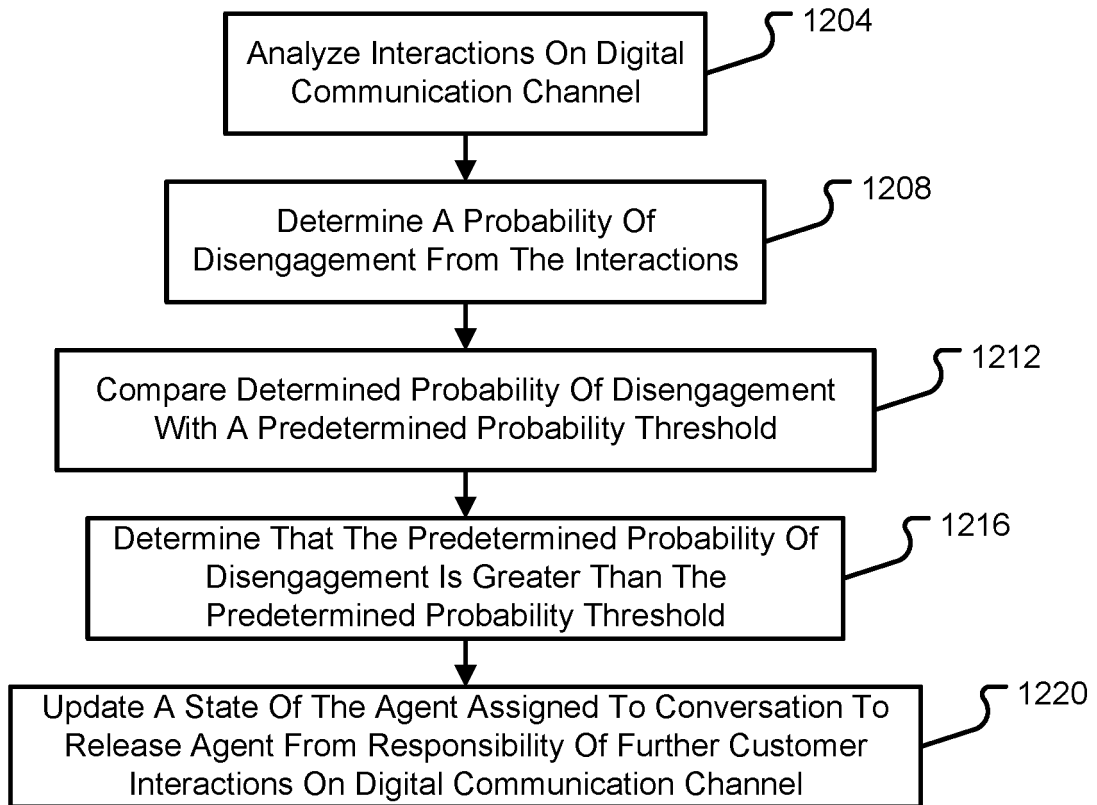 1204
Analyze Interactions On Digital
Communication Channel
1208
Determine A Probability Of
Disengagement From The Interactions
1212
Compare Determined Probability Of Disengagement
With A Predetermined Probability Threshold
1216
Determine That The Predetermined Probability Of
Disengagement Is Greater Than The
Predetermined Probability Threshold
1220
Update A State Of The Agent Assigned To Conversation To
Release Agent From Responsibility Of Further Customer
Interactions On Digital Communication Channel